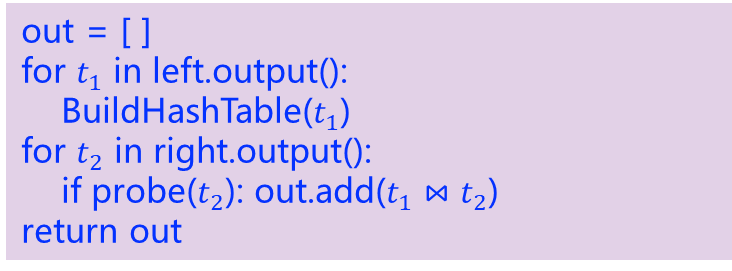 out = [ ]
for t₁ in left.output():
BuildHashTable(t₁)
for t₂ in right.output():
if probe(t₂): out.add(t₁ ⋈ t₂)
return out